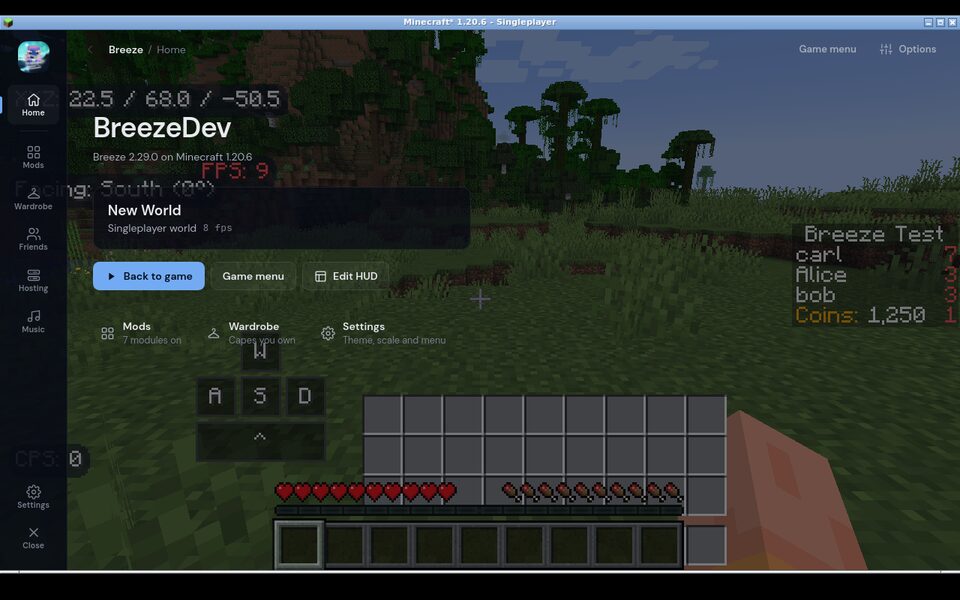 Minecraft* 1.20.6 - Singleplayer
Breeze / Home
Game menu
Options
XYZ: 22.5 / 68.0 / -50.5
Home
BreezeDev
Breeze 2.29.0 on Minecraft 1.20.6
FPS: 9
Mods
Facing: South (0°)
Wardrobe
New World
Singleplayer world 8 fps
Friends
Breeze Test
carl 7
Alice 3
bob 3
Coins: 1,250 1
Back to game
Game menu
Edit HUD
Hosting
Music
Mods
7 modules on
Wardrobe
Capes you own
Settings
Theme, scale and menu
W
A
S
D
^
CPS: 0
Settings
Close